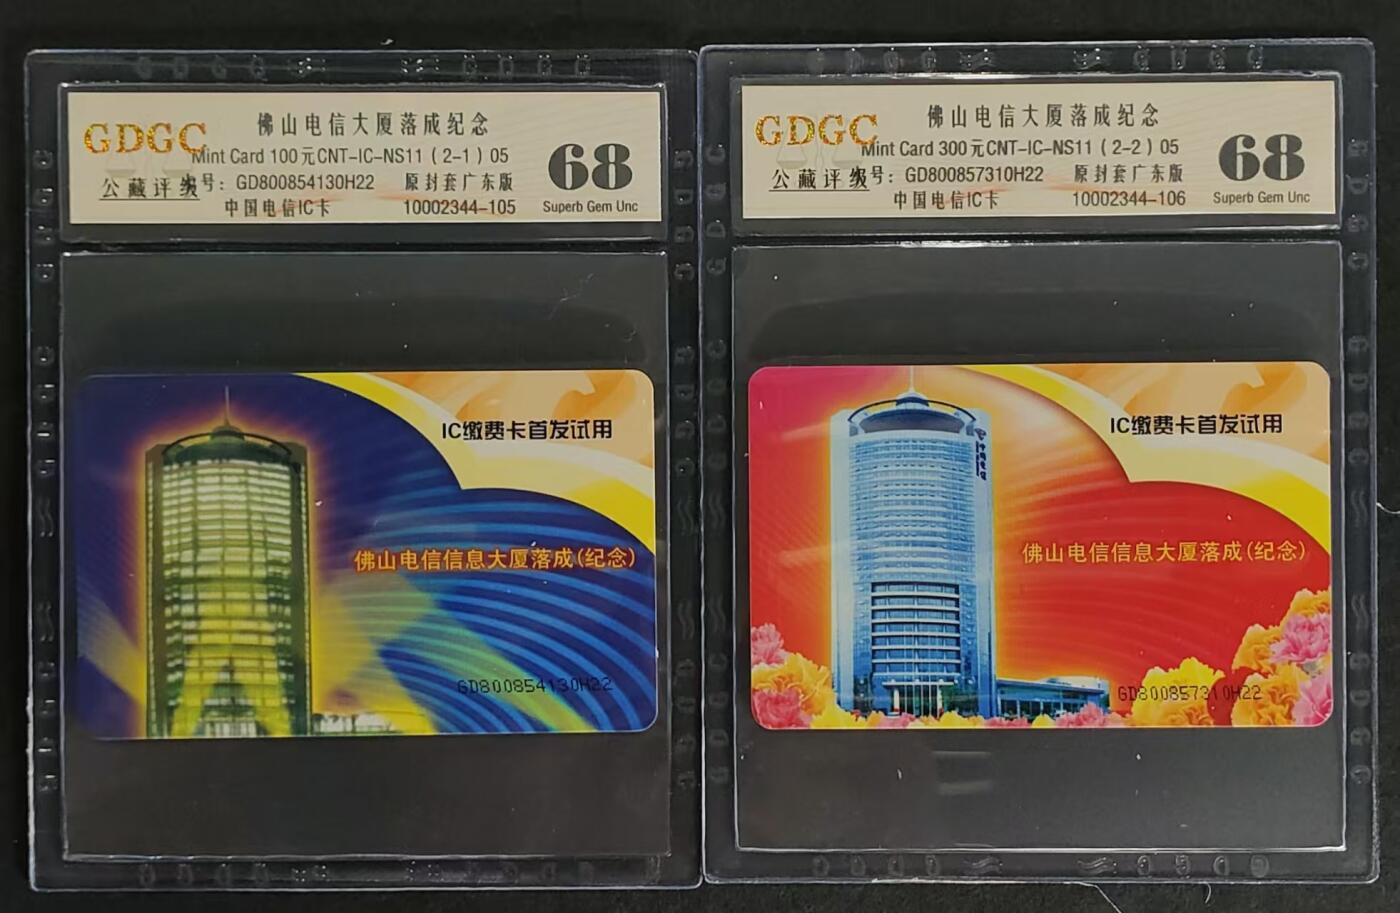 GDGC
公藏评级
佛山电信大厦落成纪念
Mint Card 100元CNT-IC-NS11（2-1）05
编号：GD800854130H22 原封套广东版
中国电信IC卡 10002344-105
68
Superb Gem Unc
IC缴费卡首发试用
佛山电信信息大厦落成(纪念)
GD800854130H22
GDGC
公藏评级
佛山电信大厦落成纪念
Mint Card 300元CNT-IC-NS11（2-2）05
号：GD800857310H22 原封套广东版
中国电信IC卡 10002344-106
68
Superb Gem Unc
IC缴费卡首发试用
中国电信
佛山电信信息大厦落成(纪念)
GD800857310H22